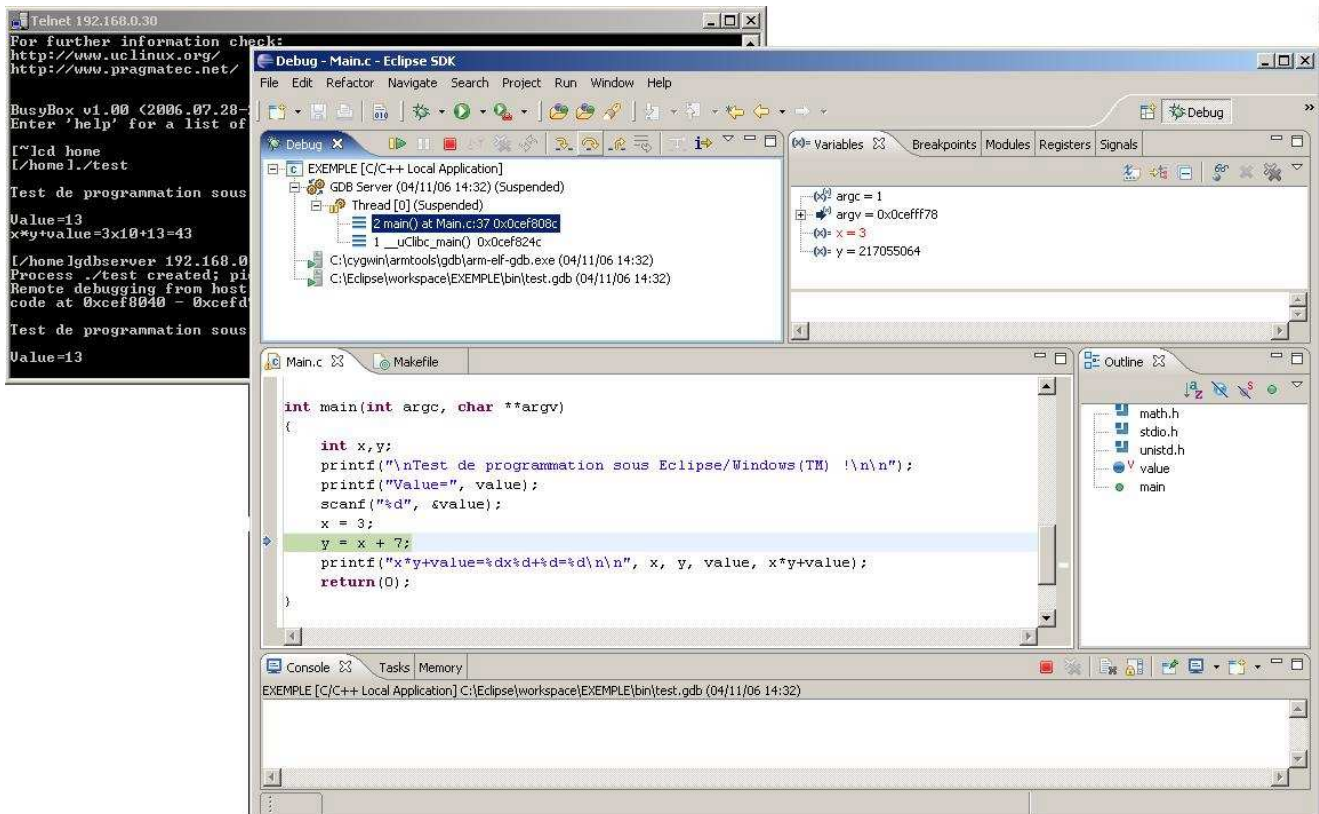 Telnet 192.168.0.30
For further information check:
http://www.uclinux.org/
http://www.pragmatec.net/
BusyBox v1.00 (2006.07.28-
Enter 'help' for a list of
[~]cd home
[/home]./test
Test de programmation sous
Value=13
x*y+value=3x10+13=43
[/home]gdbserver 192.168.0
Process ./test created; pi
Remote debugging from host
code at 0xcef8040 - 0xcefd
Test de programmation sous
Value=13
Debug - Main.c - Eclipse SDK
File Edit Refactor Navigate Search Project Run Window Help
Debug
Debug
EXEMPLE [C/C++ Local Application]
GDB Server (04/11/06 14:32) (Suspended)
Thread [0] (Suspended)
2 main() at Main.c:37 0x0cef808c
1 __uClibc_main() 0x0cef824c
C:\cygwin\armtools\gdb\arm-elf-gdb.exe (04/11/06 14:32)
C:\Eclipse\workspace\EXEMPLE\bin\test.gdb (04/11/06 14:32)
(x)= Variables Breakpoints Modules Registers Signals
argc = 1
argv = 0x0cefff78
(x)= x = 3
(x)= y = 217055064
Main.c Makefile
int main(int argc, char **argv)
{
int x,y;
printf("\nTest de programmation sous Eclipse/Windows(TM) !\n\n");
printf("Value=", value);
scanf("%d", &value);
x = 3;
y = x + 7;
printf("x*y+value=%dx%d+%d=%d\n\n", x, y, value, x*y+value);
return(0);
}
Outline
math.h
stdio.h
unistd.h
value
main
Console Tasks Memory
EXEMPLE [C/C++ Local Application] C:\Eclipse\workspace\EXEMPLE\bin\test.gdb (04/11/06 14:32)